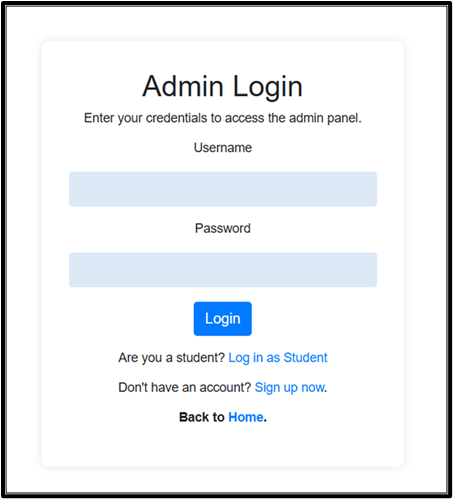 Admin Login
Enter your credentials to access the admin panel.
Username
Password
Login
Are you a student? Log in as Student
Don't have an account? Sign up now.
Back to Home.